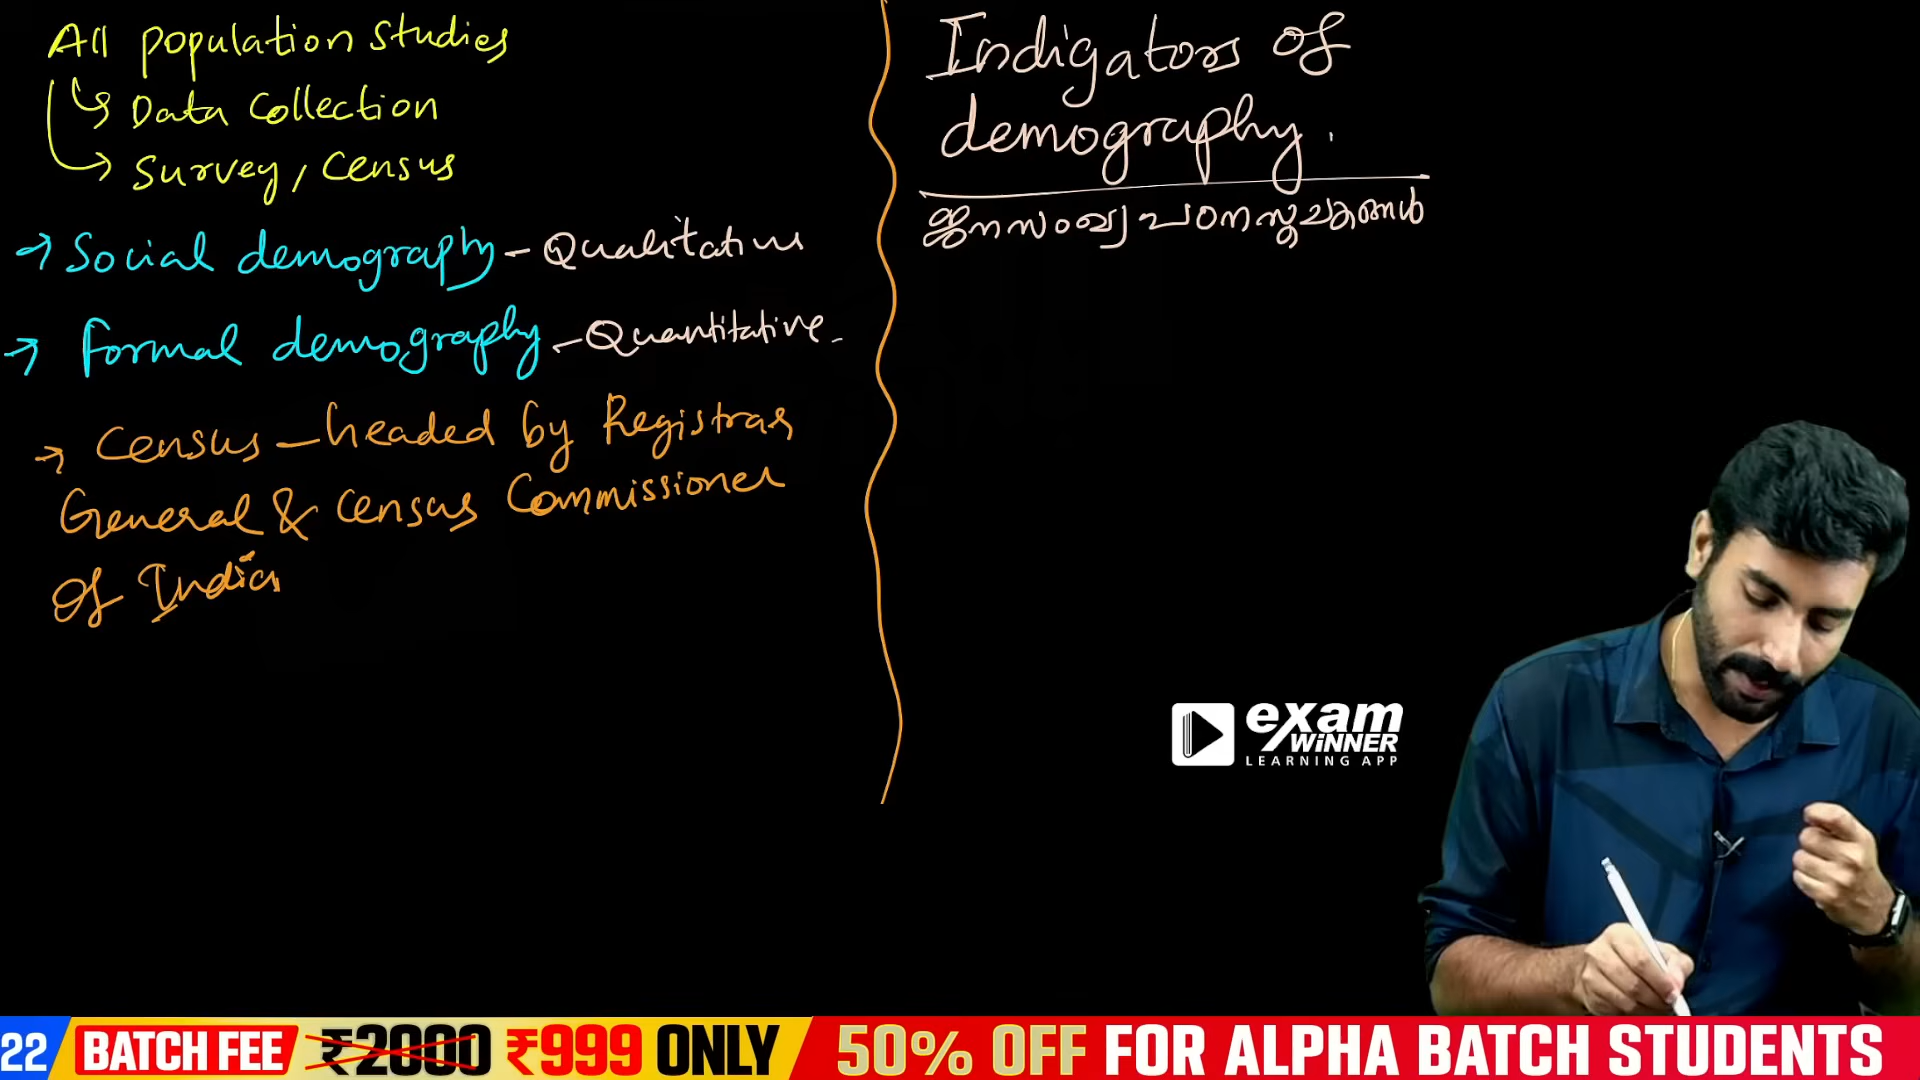 All population studies
Data Collection
Survey, Census
Social demography - Qualitative
Formal demography - Quantitative.
Census - headed by Registrar
General & Census Commissioner
of India
Indigators of
demography.
ജനസംഖ്യ പഠനസൂചകങ്ങൾ
exam
WINNER
LEARNING APP
22 BATCH FEE ₹2000 ₹999 ONLY 50% OFF FOR ALPHA BATCH STUDENTS